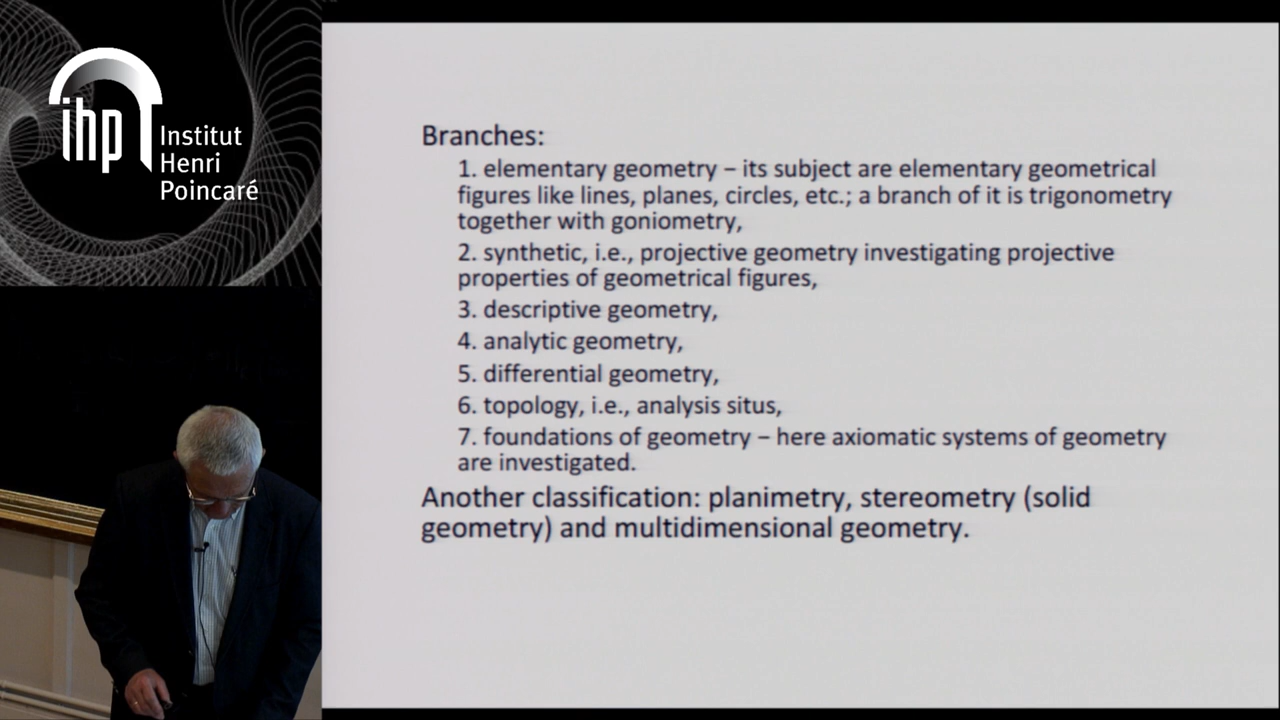 ihp
Institut
Henri
Poincaré
Branches:
1. elementary geometry – its subject are elementary geometrical
figures like lines, planes, circles, etc.; a branch of it is trigonometry
together with goniometry,
2. synthetic, i.e., projective geometry investigating projective
properties of geometrical figures,
3. descriptive geometry,
4. analytic geometry,
5. differential geometry,
6. topology, i.e., analysis situs,
7. foundations of geometry – here axiomatic systems of geometry
are investigated.
Another classification: planimetry, stereometry (solid
geometry) and multidimensional geometry.